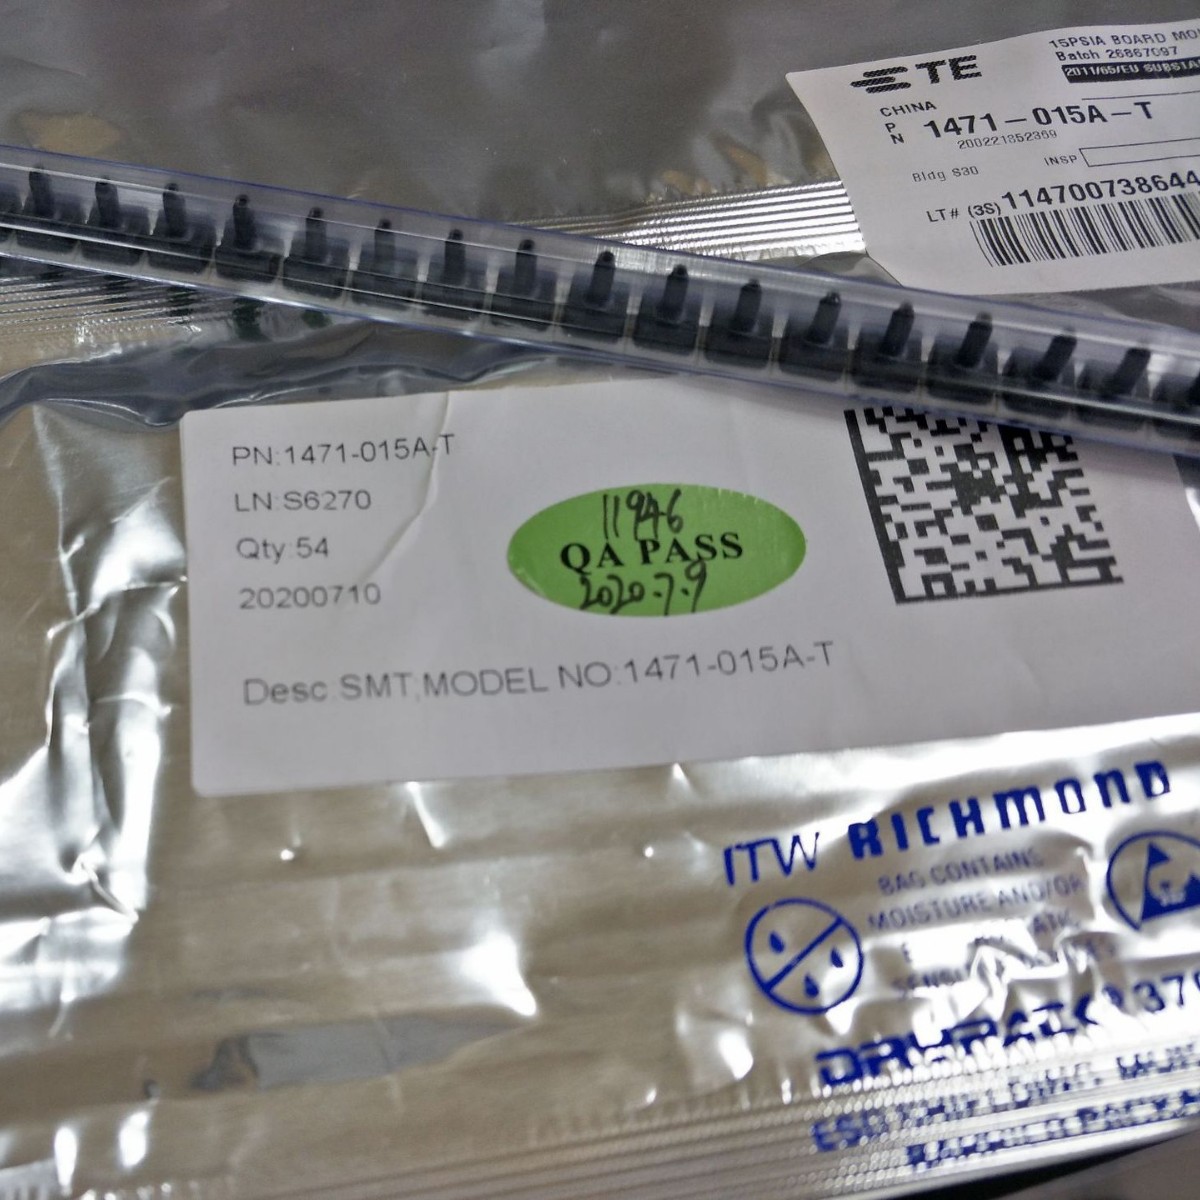 TE
15PSIA BOARD
Batch 26867097
2011/65/EU
CHINA
PN 1471-015A-T
200221852369
Bldg S30
INSP
LT# (3S) 114700738644
PN:1471-015A-T
LN:S6270
Qty:54
20200710
11946
QA PASS
2020.7.9
Desc SMT,MODEL NO:1471-015A-T
ITW RICHMOND
BAG CONTAINS
MOISTURE AND/OR